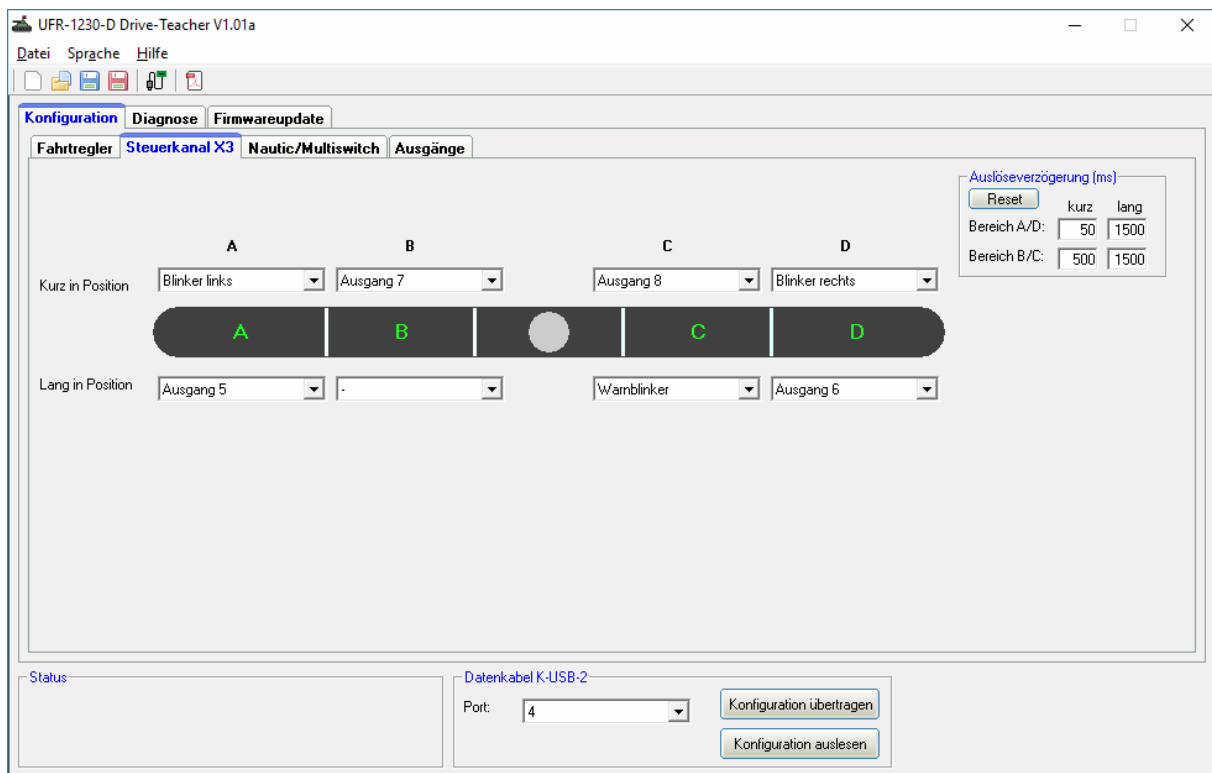 UFR-1230-D Drive-Teacher V1.01a
Datei Sprache Hilfe
Konfiguration Diagnose Firmwareupdate
Fahrtregler Steuerkanal X3 Nautic/Multiswitch Ausgänge
Auslöseverzögerung (ms)
Reset kurz lang
Bereich A/D: 50 1500
Bereich B/C: 500 1500
A B C D
Kurz in Position Blinker links Ausgang 7 Ausgang 8 Blinker rechts
A B C D
Lang in Position Ausgang 5 - Warnblinker Ausgang 6
Status
Datenkabel K-USB-2
Port: 4 Konfiguration übertragen
Konfiguration auslesen